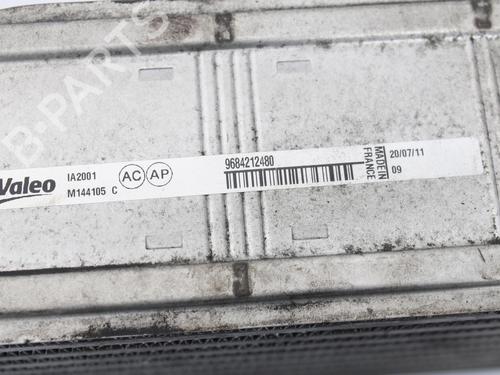 B-PARTS
Valeo
IA2001
M144105 C
AC AP
9684212480
MADE IN
FRANCE
20/07/11
09